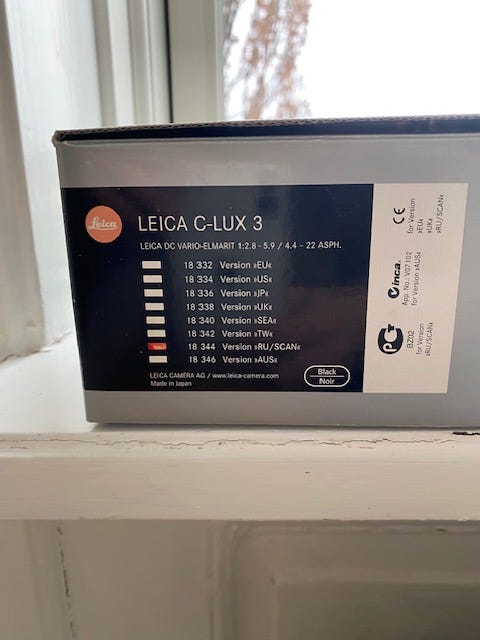 Leica
LEICA C-LUX 3
LEICA DC VARIO-ELMARIT 1:2.8 - 5.9 / 4.4 - 22 ASPH.
18 332 Version »EU«
18 334 Version »US«
18 336 Version »JP«
18 338 Version »UK«
18 340 Version »SEA«
18 342 Version »TW«
18 344 Version »RU/SCAN«
18 346 Version »AUS«
LEICA CAMERA AG / www.leica-camera.com
Made in Japan
Black
Noir
CE
for Version
»EU«
»UK«
»RU/SCAN«
inca.
App. No.: V07102
for Version »AUS«
РСТ
BZ02
for Version
»RU/SCAN«